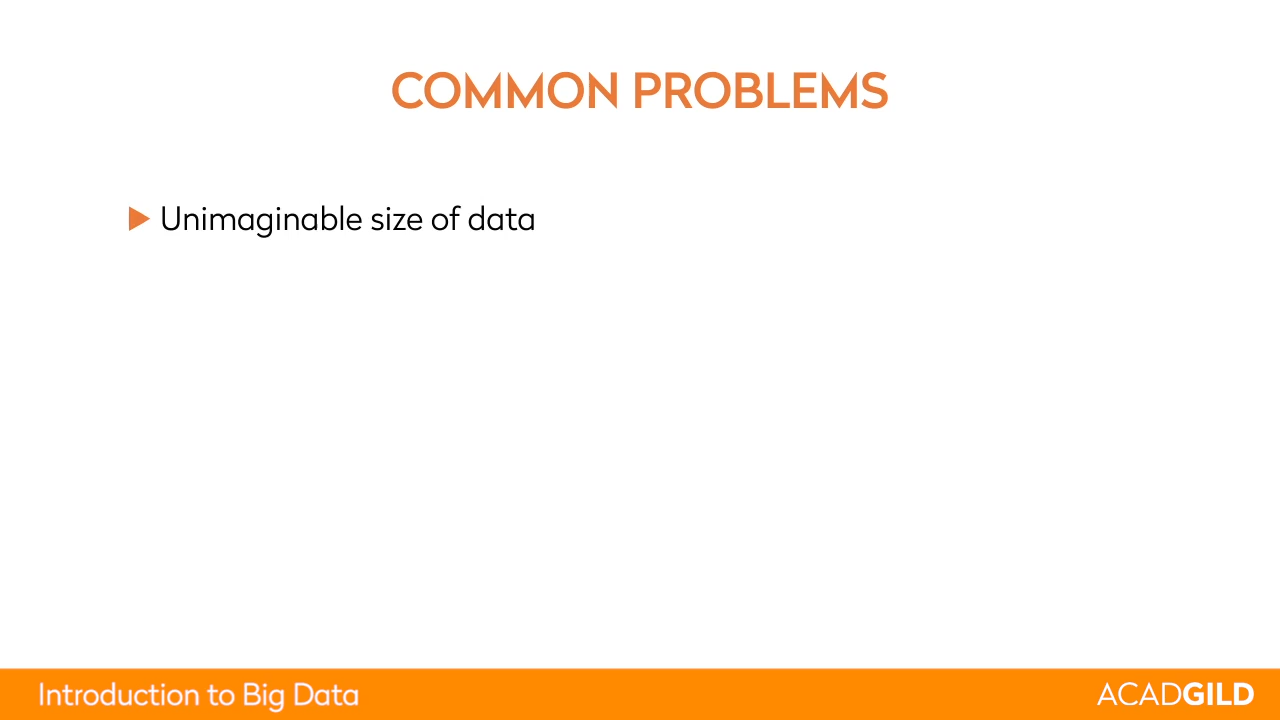 COMMON PROBLEMS
Unimaginable size of data
Introduction to Big Data
ACADGILD